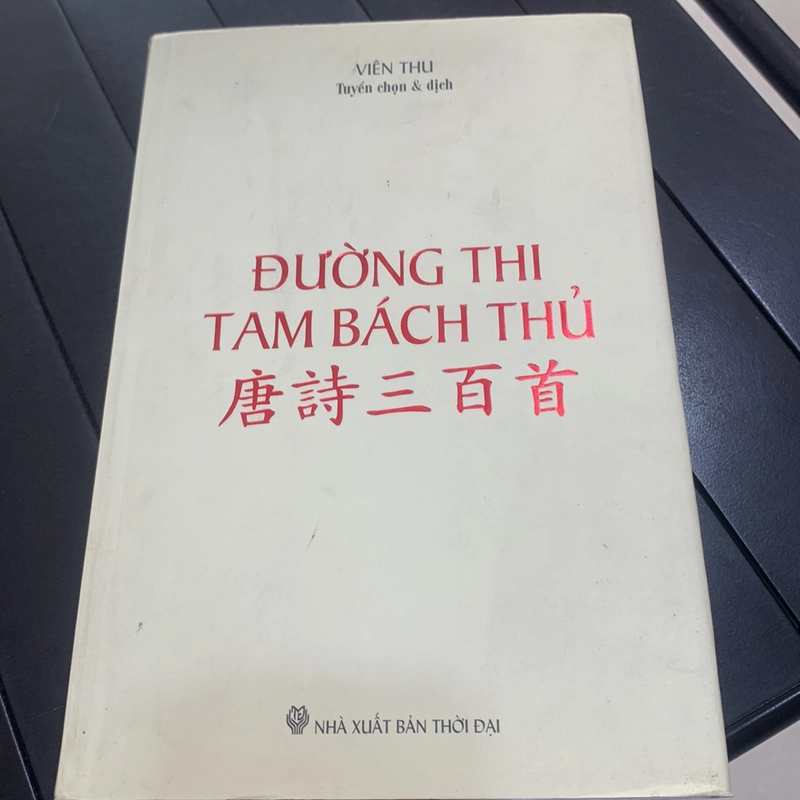 VIÊN THU
Tuyển chọn & dịch
ĐƯỜNG THI
TAM BÁCH THỦ
唐詩三百首
NHÀ XUẤT BẢN THỜI ĐẠI